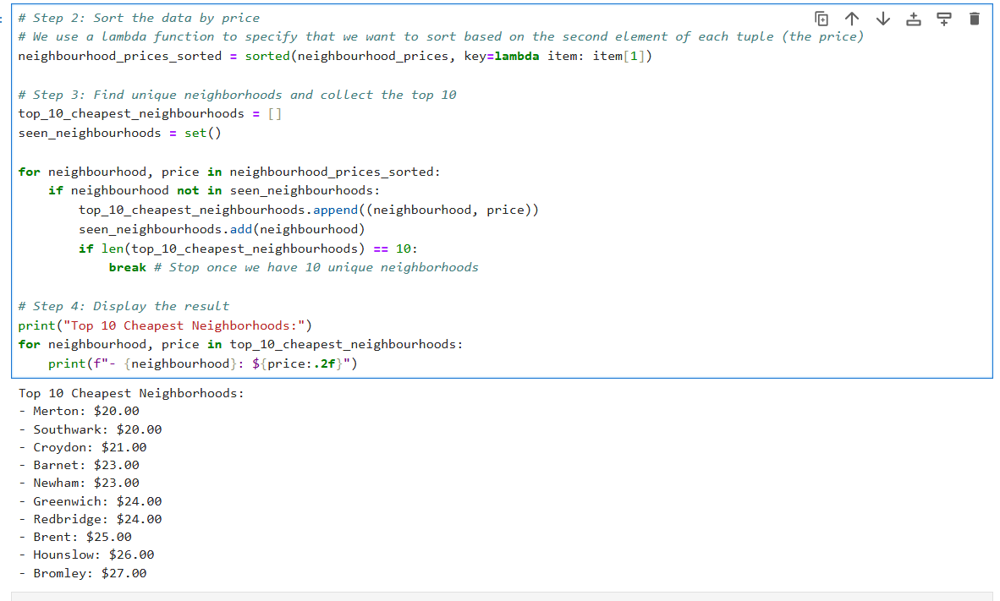 # Step 2: Sort the data by price
# We use a lambda function to specify that we want to sort based on the second element of each tuple (the price)
neighbourhood_prices_sorted = sorted(neighbourhood_prices, key=lambda item: item[1])

# Step 3: Find unique neighborhoods and collect the top 10
top_10_cheapest_neighbourhoods = []
seen_neighbourhoods = set()

for neighbourhood, price in neighbourhood_prices_sorted:
    if neighbourhood not in seen_neighbourhoods:
        top_10_cheapest_neighbourhoods.append((neighbourhood, price))
        seen_neighbourhoods.add(neighbourhood)
        if len(top_10_cheapest_neighbourhoods) == 10:
            break # Stop once we have 10 unique neighborhoods

# Step 4: Display the result
print("Top 10 Cheapest Neighborhoods:")
for neighbourhood, price in top_10_cheapest_neighbourhoods:
    print(f"- {neighbourhood}: ${price:.2f}")
Top 10 Cheapest Neighborhoods:
- Merton: $20.00
- Southwark: $20.00
- Croydon: $21.00
- Barnet: $23.00
- Newham: $23.00
- Greenwich: $24.00
- Redbridge: $24.00
- Brent: $25.00
- Hounslow: $26.00
- Bromley: $27.00